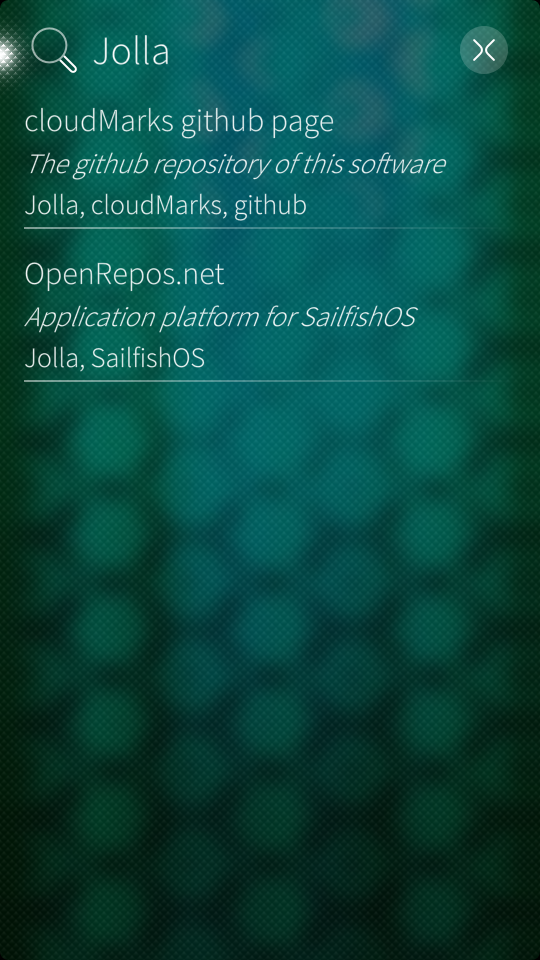 Jolla
cloudMarks github page
The github repository of this software
Jolla, cloudMarks, github
OpenRepos.net
Application platform for SailfishOS
Jolla, SailfishOS